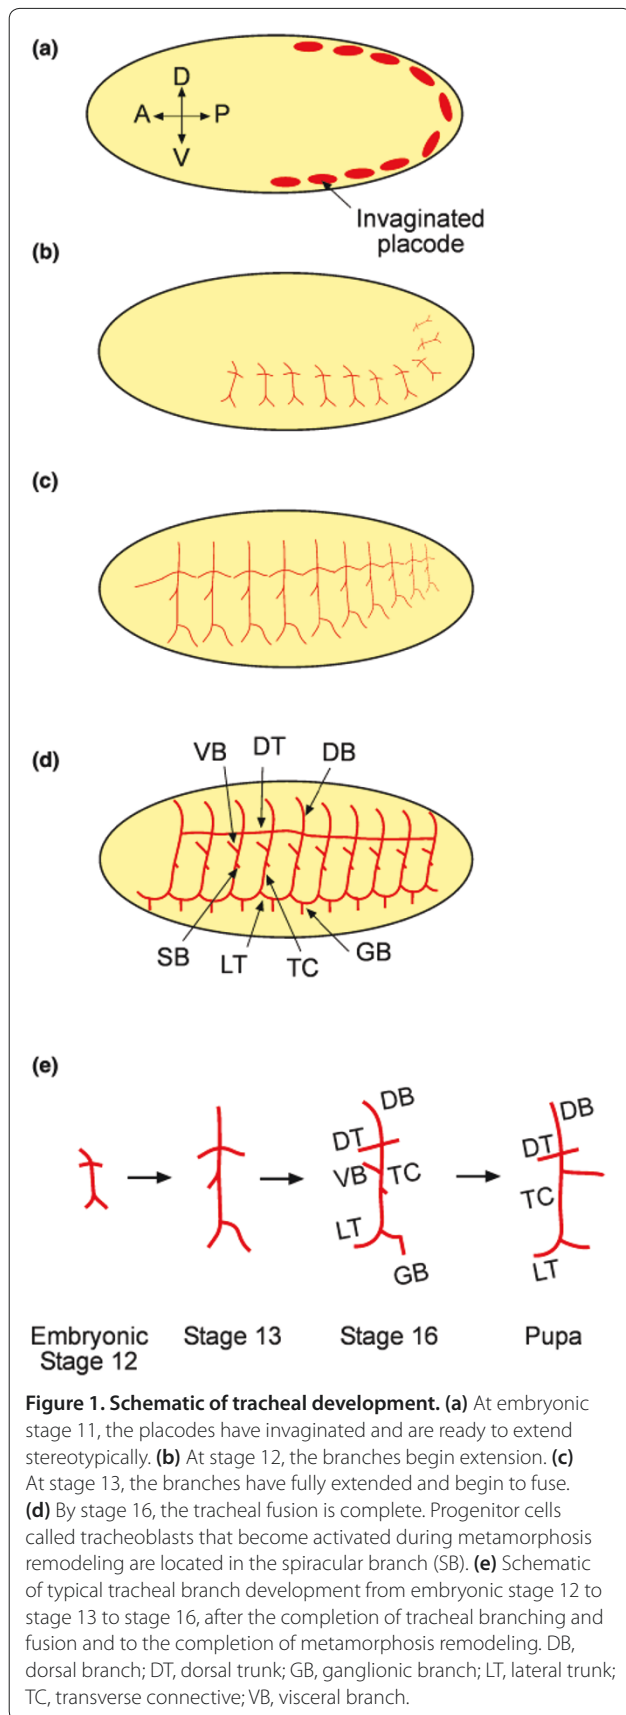 (a)
D
A
P
V
Invaginated
placode
(b)
(c)
(d)
VB
DT
DB
SB
LT
TC
GB
(e)
DB
DT
VB
TC
LT
GB
DB
DT
TC
LT
Embryonic
Stage 12
Stage 13
Stage 16
Pupa
Figure 1. Schematic of tracheal development. (a) At embryonic
stage 11, the placodes have invaginated and are ready to extend
stereotypically. (b) At stage 12, the branches begin extension. (c)
At stage 13, the branches have fully extended and begin to fuse.
(d) By stage 16, the tracheal fusion is complete. Progenitor cells
called tracheoblasts that become activated during metamorphosis
remodeling are located in the spiracular branch (SB). (e) Schematic
of typical tracheal branch development from embryonic stage 12 to
stage 13 to stage 16, after the completion of tracheal branching and
fusion and to the completion of metamorphosis remodeling. DB,
dorsal branch; DT, dorsal trunk; GB, ganglionic branch; LT, lateral trunk;
TC, transverse connective; VB, visceral branch.